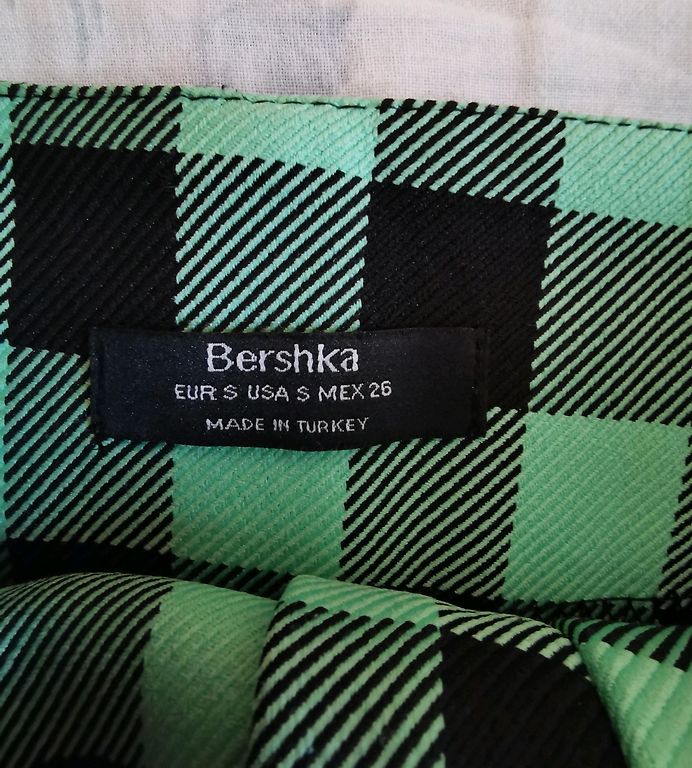 Bershka
EUR S USA S MEX 26
MADE IN TURKEY